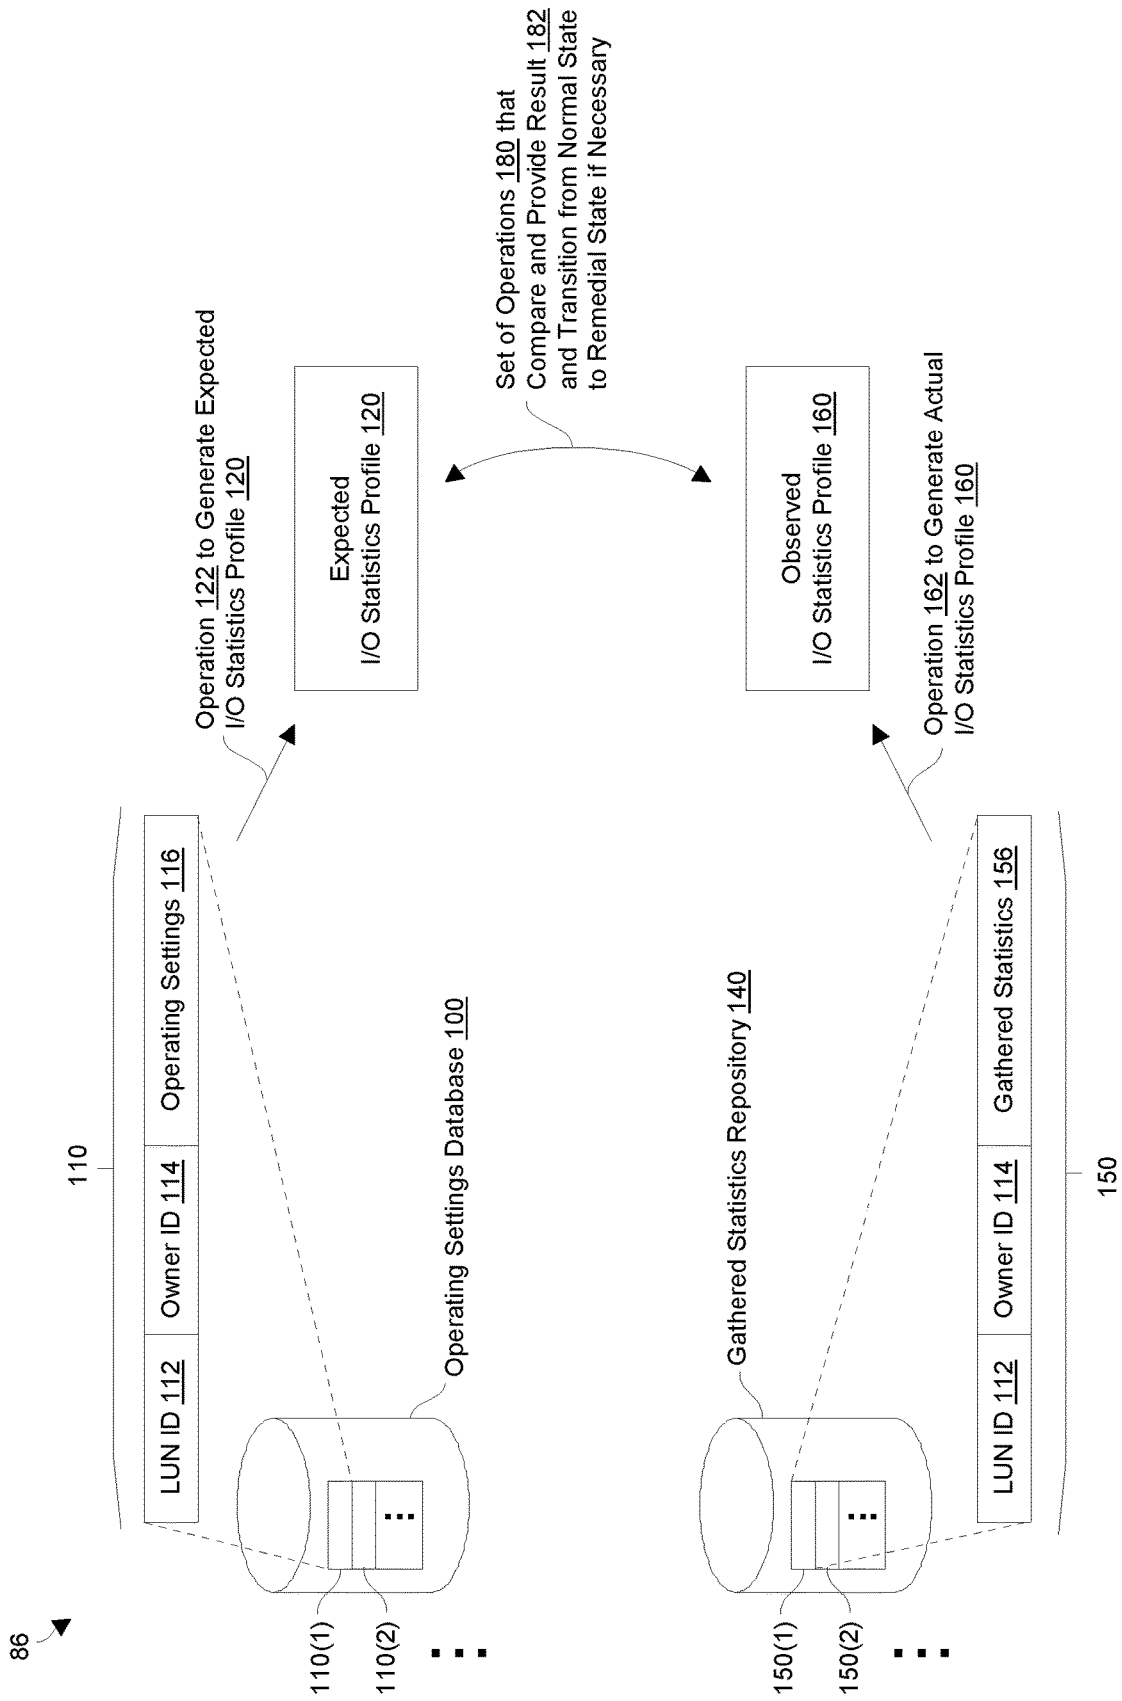 86
110
LUN ID 112
Owner ID 114
Operating Settings 116
Operation 122 to Generate Expected
I/O Statistics Profile 120
110(1)
110(2)
Operating Settings Database 100
Expected
I/O Statistics Profile 120
Set of Operations 180 that
Compare and Provide Result 182
and Transition from Normal State
to Remedial State if Necessary
150(1)
150(2)
Gathered Statistics Repository 140
Observed
I/O Statistics Profile 160
Operation 162 to Generate Actual
I/O Statistics Profile 160
LUN ID 112
Owner ID 114
Gathered Statistics 156
150